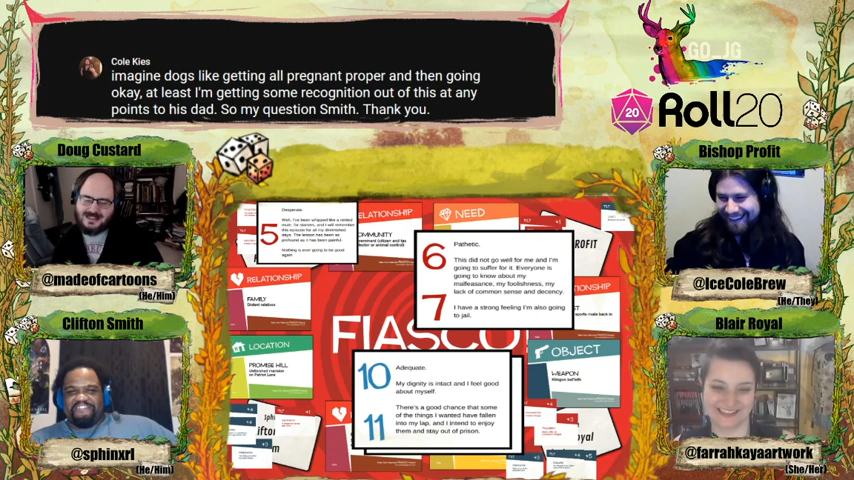 Cole Kies
imagine dogs like getting all pregnant proper and then going
okay, at least I'm getting some recognition out of this at any
points to his dad. So my question Smith. Thank you.
GO_JG
20
Roll20
Doug Custard
@madeofcartoons
(He/Him)
Clifton Smith
@sphinxrl
(He/Him)
Bishop Profit
@IceColeBrew
(He/They)
Blair Royal
@farrahkayaartwork
(She/Her)
5
Desperate.
Nothing is ever going to be good
again
RELATIONSHIP
NEED
6
Pathetic.
This did not go well for me and I'm
going to suffer for it. Everyone is
going to know about my
malfeasance, my foolishness, my
lack of common sense and decency.
7
I have a strong feeling I'm also going
to jail.
RELATIONSHIP
FAMILY
Distant relatives
FIASCO
LOCATION
PROMISE HILL
OBJECT
WEAPON
10
Adequate.
My dignity is intact and I feel good
about myself.
11
There's a good chance that some
of the things I wanted have fallen
into my lap, and I intend to enjoy
them and stay out of prison.